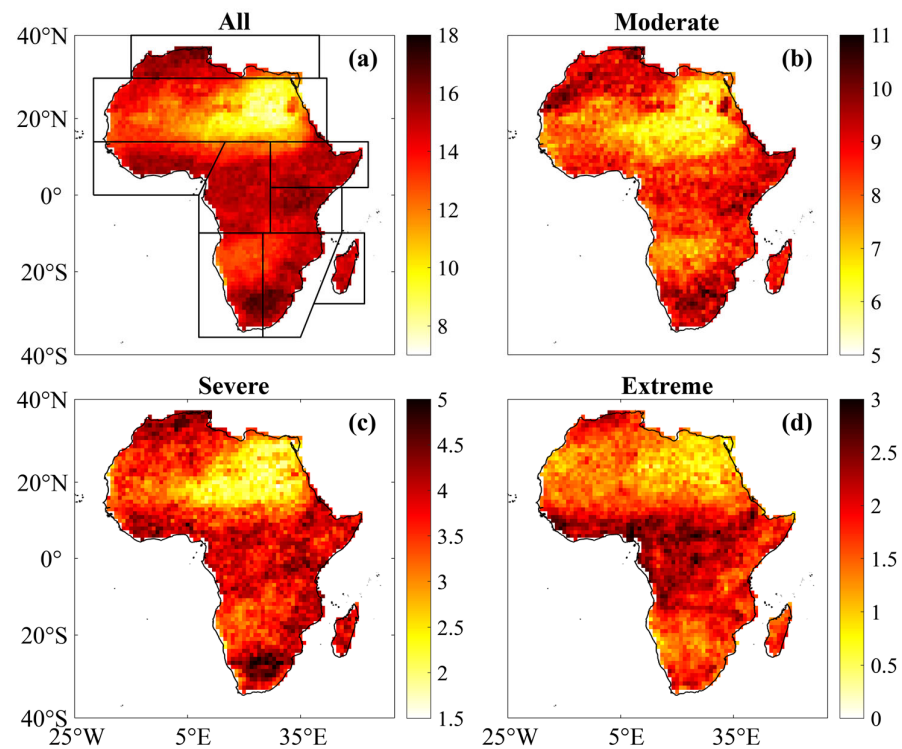 All
Moderate
40°N
20°N
0°
20°S
40°S
(a)
18
16
14
12
10
8
(b)
11
10
9
8
7
6
5
Severe
Extreme
40°N
20°N
0°
20°S
40°S
(c)
5
4.5
4
3.5
3
2.5
2
1.5
(d)
3
2.5
2
1.5
1
0.5
0
25°W
5°E
35°E
25°W
5°E
35°E